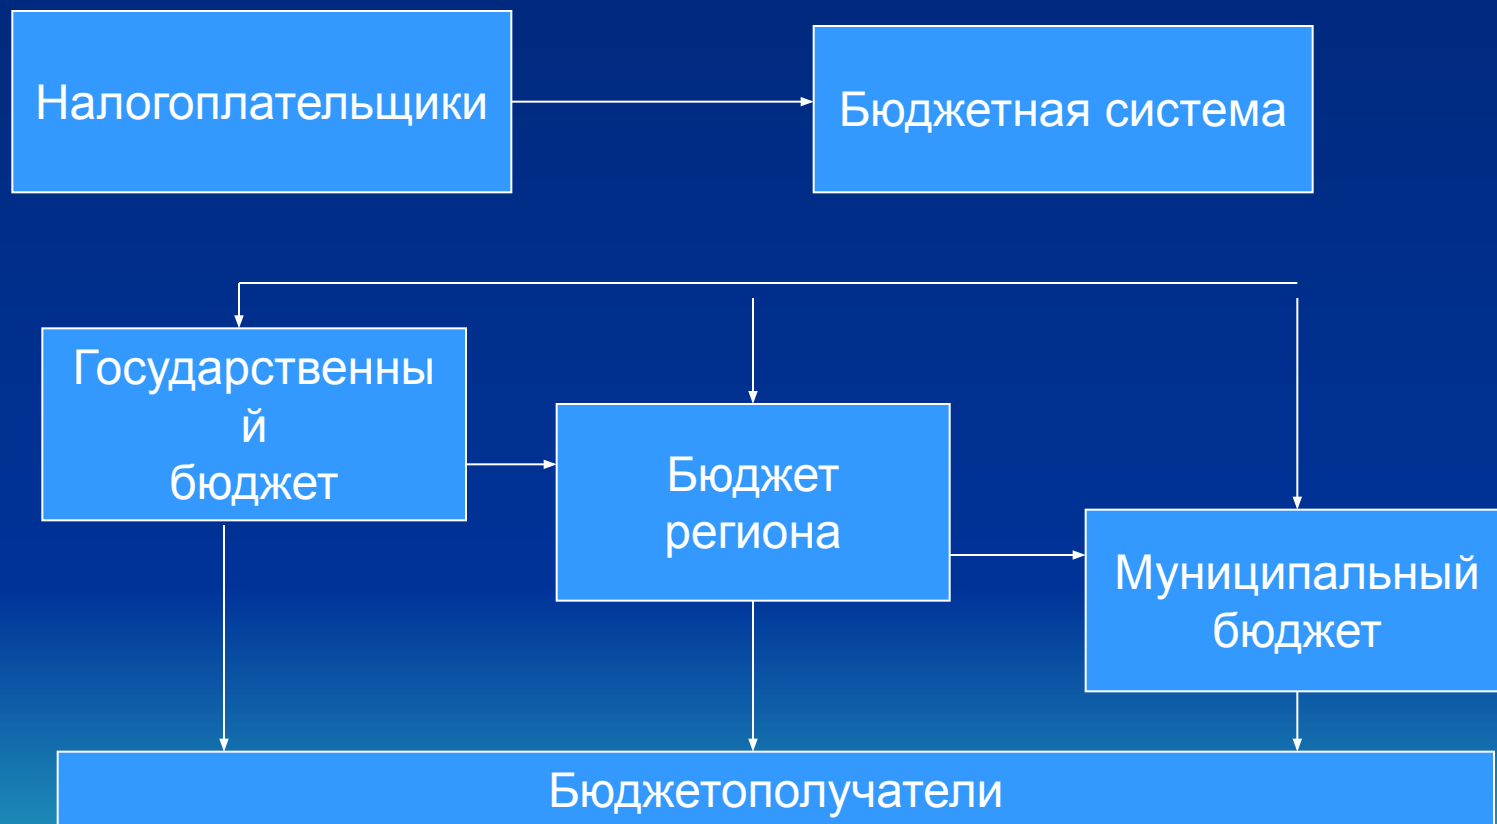 Налогоплательщики
Бюджетная система
Государственны
й
бюджет
Бюджет
региона
Муниципальный
бюджет
Бюджетополучатели